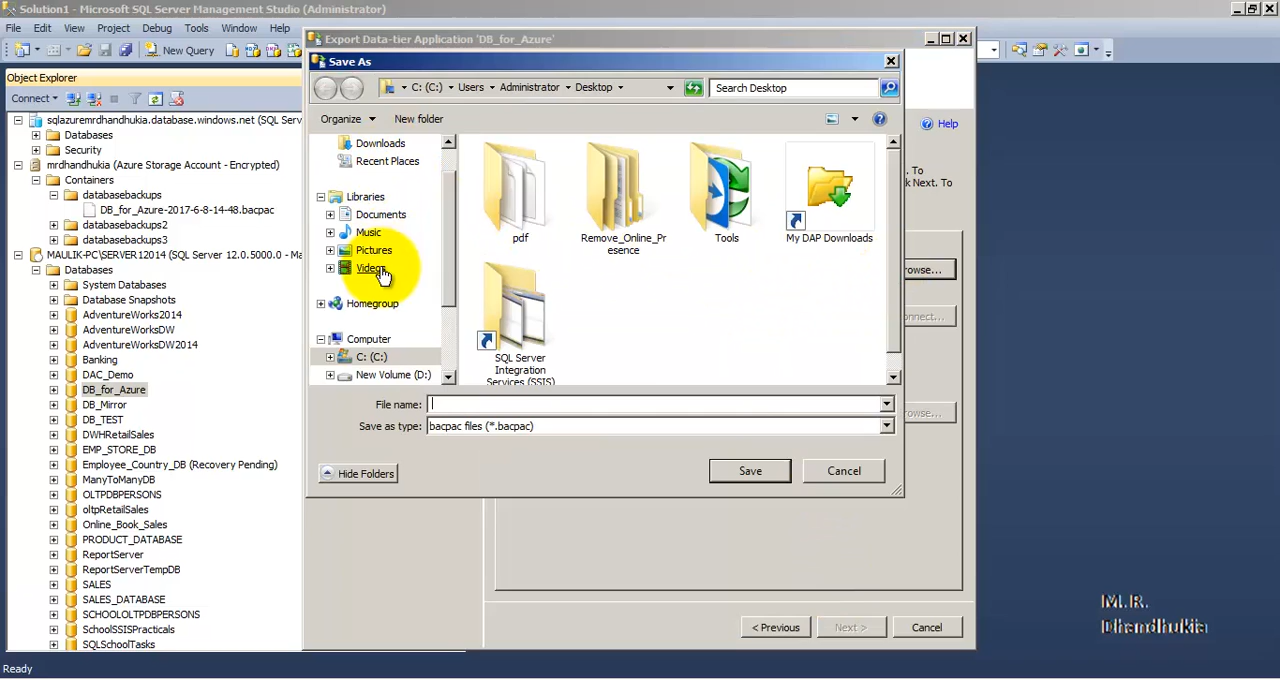 Solution1 - Microsoft SQL Server Management Studio (Administrator)
File Edit View Project Debug Tools Window Help
New Query
Object Explorer
Connect
sqlazuremrdhandhukia.database.windows.net (SQL Serv
Databases
Security
mrdhandhukia (Azure Storage Account - Encrypted)
Containers
databasebackups
DB_for_Azure-2017-6-8-14-48.bacpac
databasebackups2
databasebackups3
MAULIK-PC\SERVER12014 (SQL Server 12.0.5000.0 - Ma
Databases
System Databases
Database Snapshots
AdventureWorks2014
AdventureWorksDW
AdventureWorksDW2014
Banking
DAC_Demo
DB_for_Azure
DB_Mirror
DB_TEST
DWHRetailSales
EMP_STORE_DB
Employee_Country_DB (Recovery Pending)
ManyToManyDB
OLTPDBPERSONS
oltpRetailSales
Online_Book_Sales
PRODUCT_DATABASE
ReportServer
ReportServerTempDB
SALES
SALES_DATABASE
SCHOOLOLTPDBPERSONS
SchoolSSISPracticals
SQLSchoolTasks
Ready
Export Data-tier Application 'DB_for_Azure'
Save As
C: (C:) Users Administrator Desktop
Search Desktop
Organize New folder
Help
Downloads
Recent Places
Libraries
Documents
Music
Pictures
Videos
Homegroup
Computer
C: (C:)
New Volume (D:)
pdf
Remove_Online_Pr
esence
Tools
My DAP Downloads
SQL Server
Integration
Services (SSIS)
File name:
Save as type: bacpac files (*.bacpac)
Hide Folders
Save
Cancel
. To
k Next. To
rowse...
onnect...
owse...
< Previous
Next >
Cancel
M.R.
Dhandhukia